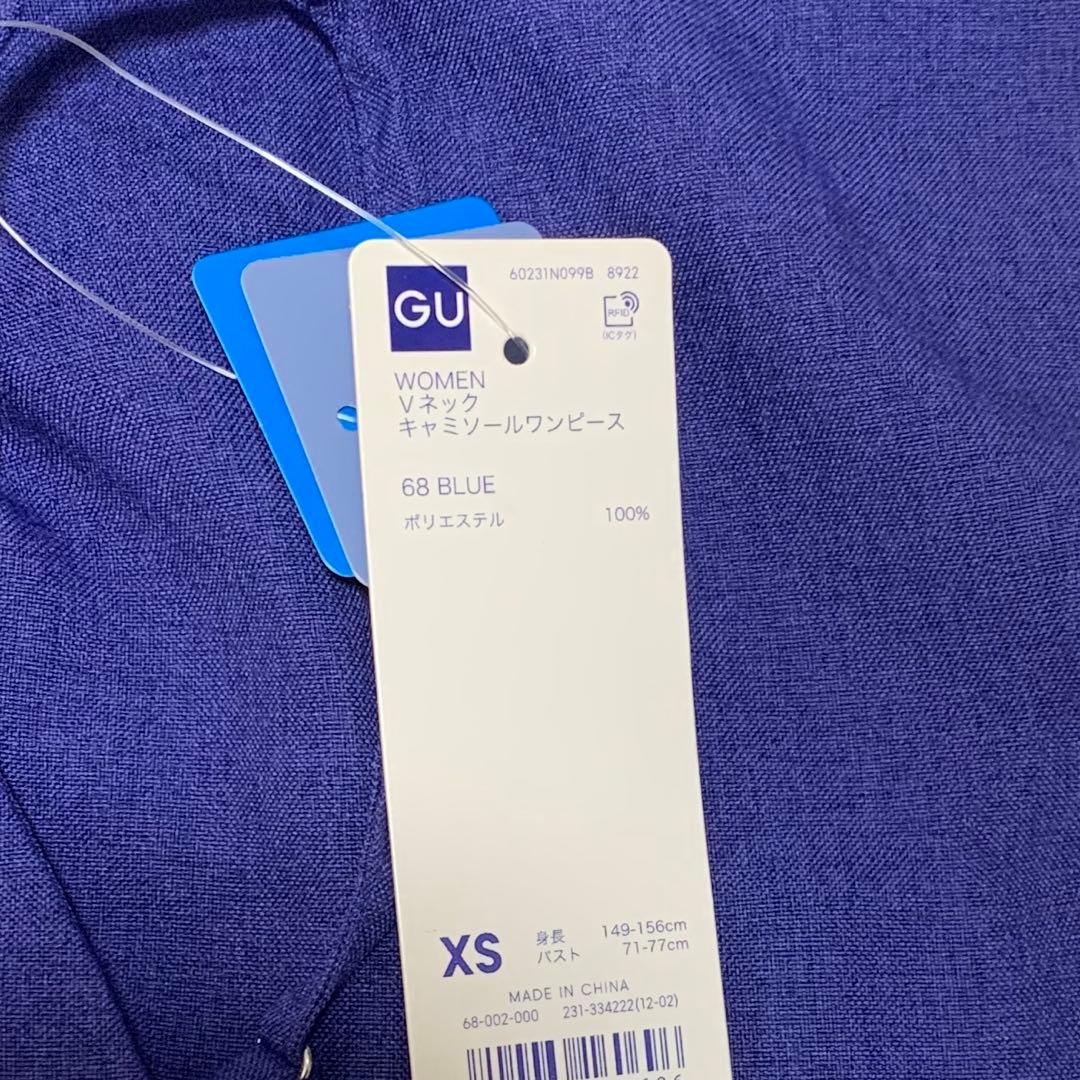 GU
60231N099B 8922
RFID
(ICタグ)
WOMEN
Vネック
キャミソールワンピース
68 BLUE
ポリエステル 100%
XS
身長 149-156cm
バスト 71-77cm
MADE IN CHINA
68-002-000 231-334222(12-02)